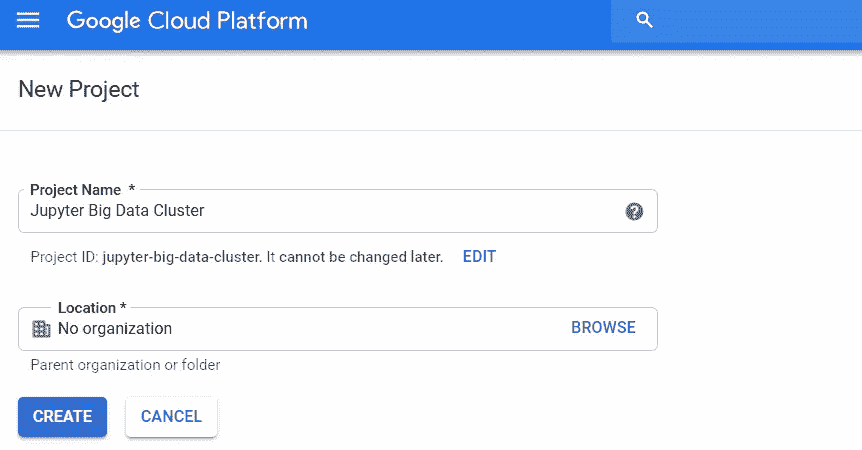 Google Cloud Platform
New Project
Project Name *
Jupyter Big Data Cluster
Project ID: jupyter-big-data-cluster. It cannot be changed later. EDIT
Location *
No organization BROWSE
Parent organization or folder
CREATE CANCEL